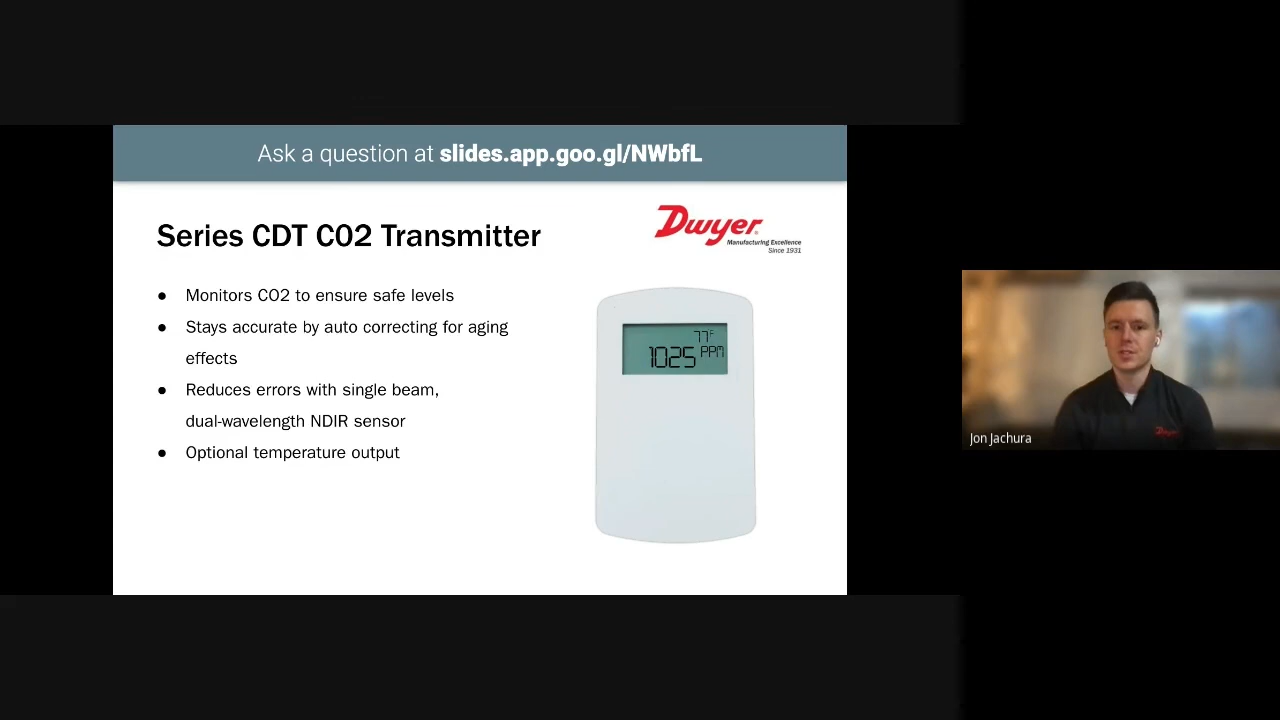 Ask a question at slides.app.goo.gl/NWbfL
Series CDT CO2 Transmitter
Dwyer®
Manufacturing Excellence
Since 1931
● Monitors CO2 to ensure safe levels
● Stays accurate by auto correcting for aging
effects
● Reduces errors with single beam,
dual-wavelength NDIR sensor
● Optional temperature output
77F
1025 PPM
Dwyer
Jon Jachura